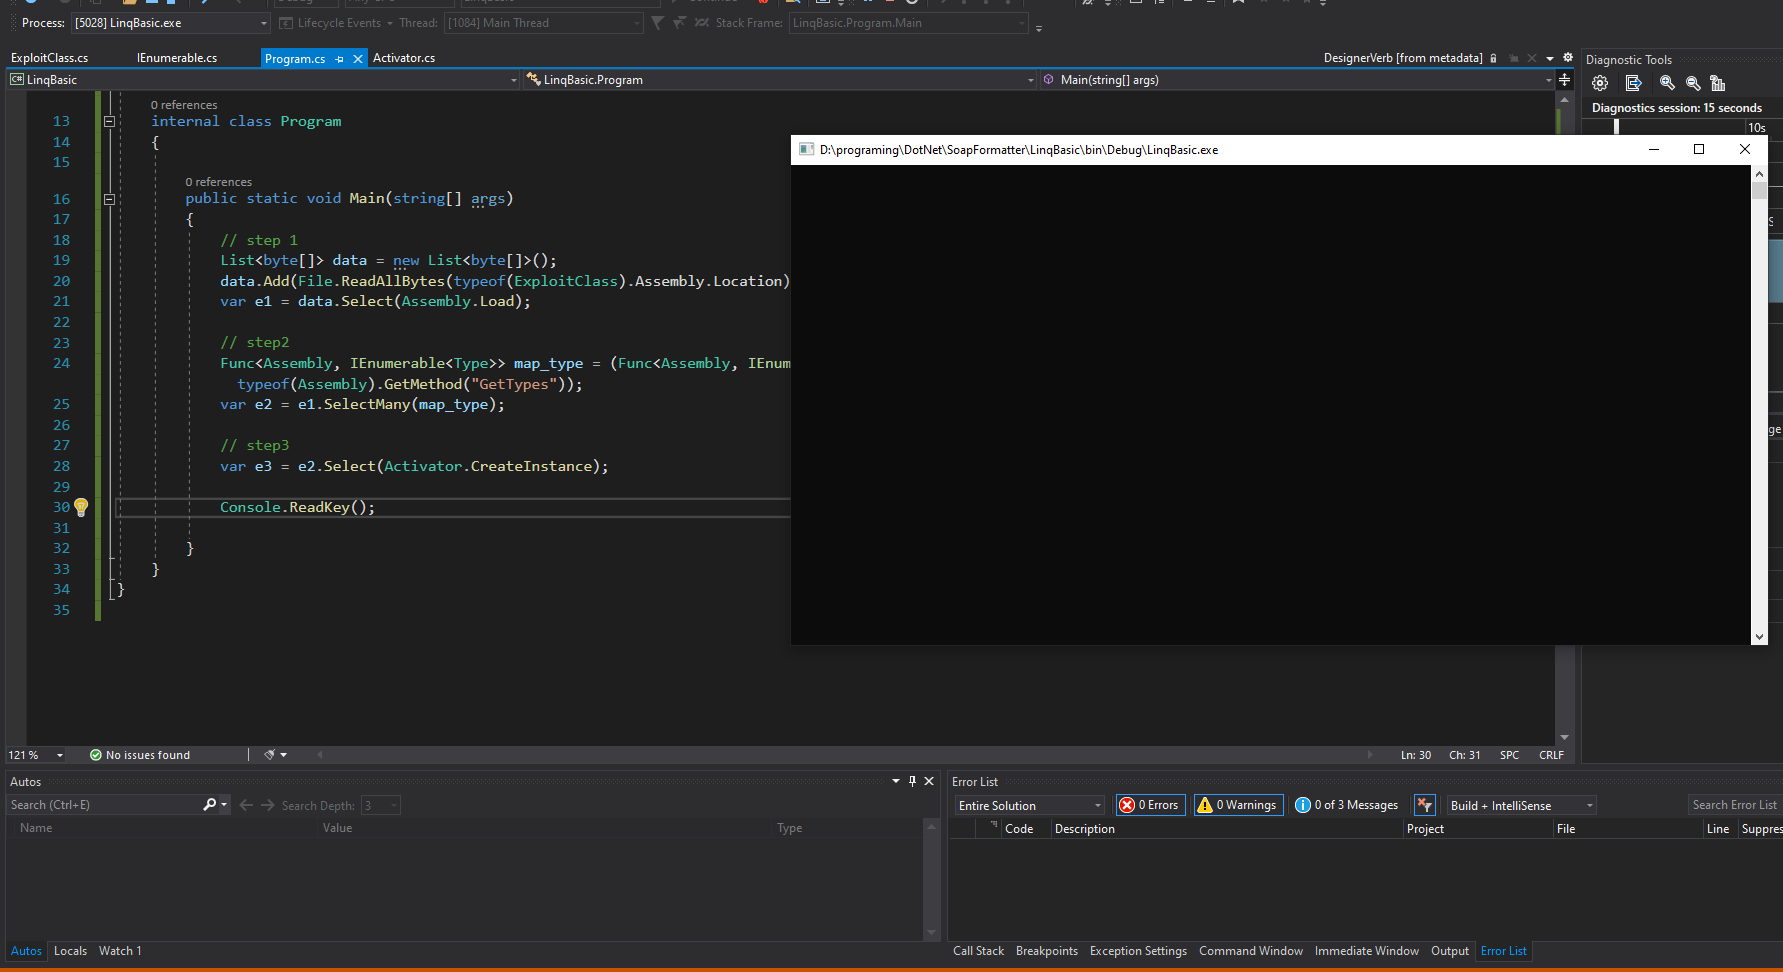 Process: [5028] LinqBasic.exe Lifecycle Events Thread: [1084] Main Thread Stack Frame: LinqBasic.Program.Main
ExploitClass.cs IEnumerable.cs Program.cs Activator.cs DesignerVerb [from metadata] Diagnostic Tools
LinqBasic LinqBasic.Program Main(string[] args)
Diagnostics session: 15 seconds
10s
0 references
13 internal class Program
14 {
15
0 references
16 public static void Main(string[] args)
17 {
18 // step 1
19 List<byte[]> data = new List<byte[]>();
20 data.Add(File.ReadAllBytes(typeof(ExploitClass).Assembly.Location)
21 var e1 = data.Select(Assembly.Load);
22
23 // step2
24 Func<Assembly, IEnumerable<Type>> map_type = (Func<Assembly, IEnum
typeof(Assembly).GetMethod("GetTypes"));
25 var e2 = e1.SelectMany(map_type);
26
27 // step3
28 var e3 = e2.Select(Activator.CreateInstance);
29
30 Console.ReadKey();
31
32 }
33 }
34 }
35
D:\programing\DotNet\SoapFormatter\LinqBasic\bin\Debug\LinqBasic.exe
ge
121 % No issues found Ln: 30 Ch: 31 SPC CRLF
Autos
Search (Ctrl+E) Search Depth: 3
Name Value Type
Autos Locals Watch 1
Error List
Entire Solution 0 Errors 0 Warnings 0 of 3 Messages Build + IntelliSense Search Error List
Code Description Project File Line Suppres
Call Stack Breakpoints Exception Settings Command Window Immediate Window Output Error List